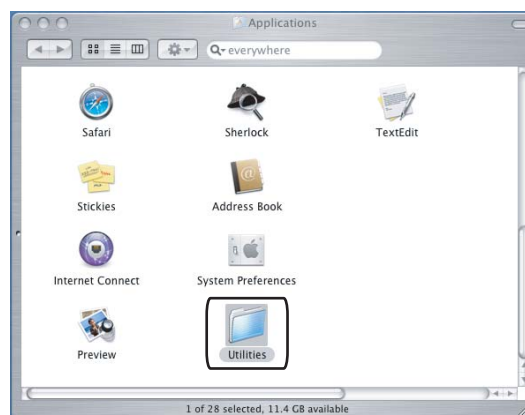 Applications
everywhere
Safari
Sherlock
TextEdit
Stickies
Address Book
Internet Connect
System Preferences
Preview
Utilities
1 of 28 selected, 11.4 GB available